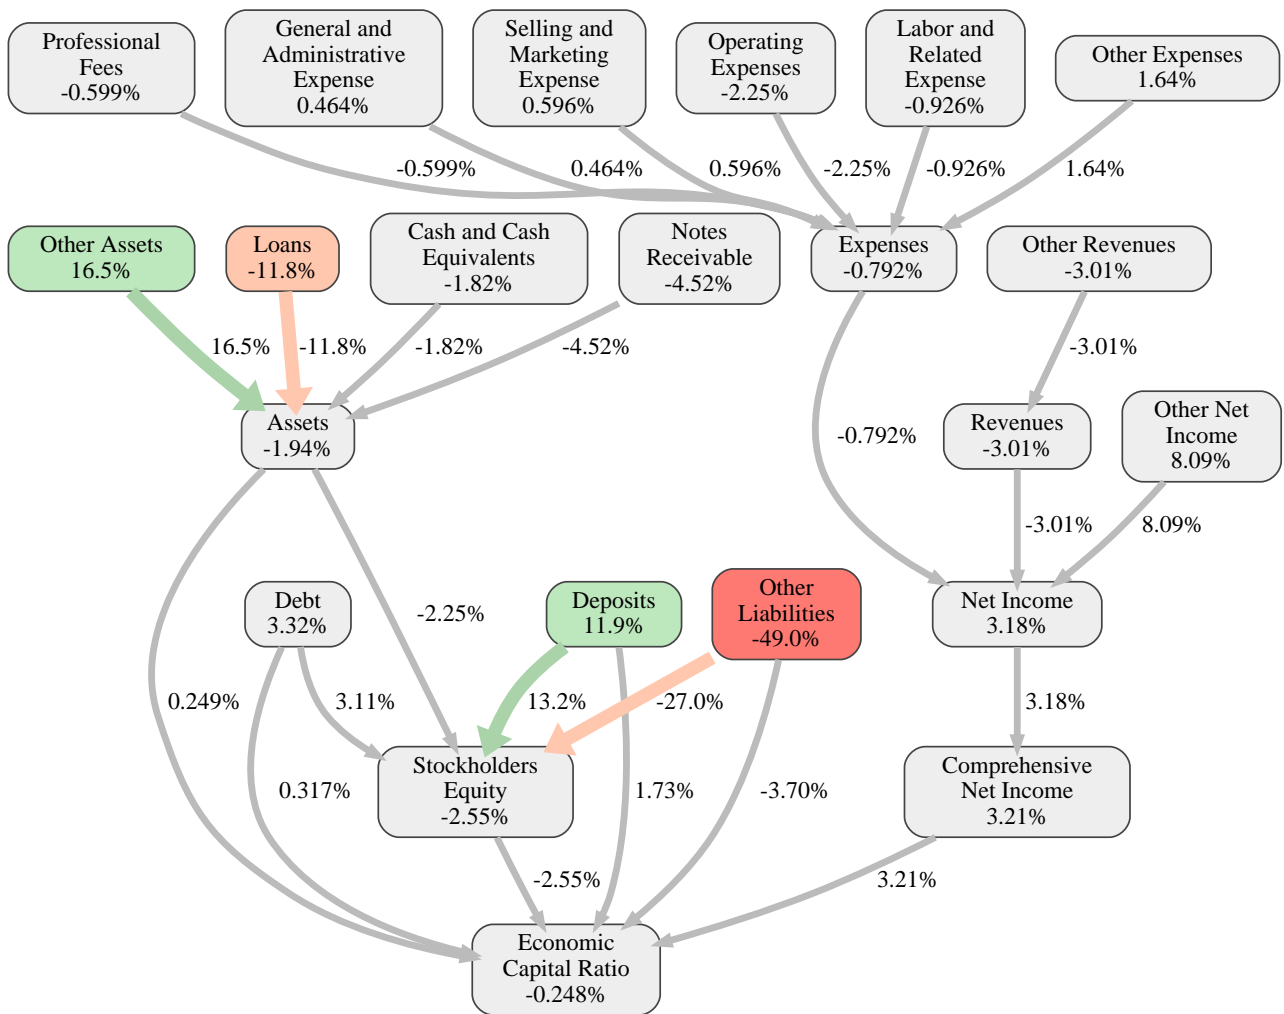 Professional
Fees
-0.599%
General and
Administrative
Expense
0.464%
Selling and
Marketing
Expense
0.596%
Operating
Expenses
-2.25%
Labor and
Related
Expense
-0.926%
Other Expenses
1.64%
-0.599%
0.464%
0.596%
-2.25%
-0.926%
1.64%
Other Assets
16.5%
Loans
-11.8%
Cash and Cash
Equivalents
-1.82%
Notes
Receivable
-4.52%
Expenses
-0.792%
Other Revenues
-3.01%
16.5%
-11.8%
-1.82%
-4.52%
-3.01%
Assets
-1.94%
-0.792%
Revenues
-3.01%
Other Net
Income
8.09%
-3.01%
8.09%
Debt
3.32%
-2.25%
Deposits
11.9%
Other
Liabilities
-49.0%
Net Income
3.18%
0.249%
3.11%
13.2%
-27.0%
3.18%
0.317%
Stockholders
Equity
-2.55%
1.73%
-3.70%
Comprehensive
Net Income
3.21%
-2.55%
3.21%
Economic
Capital Ratio
-0.248%